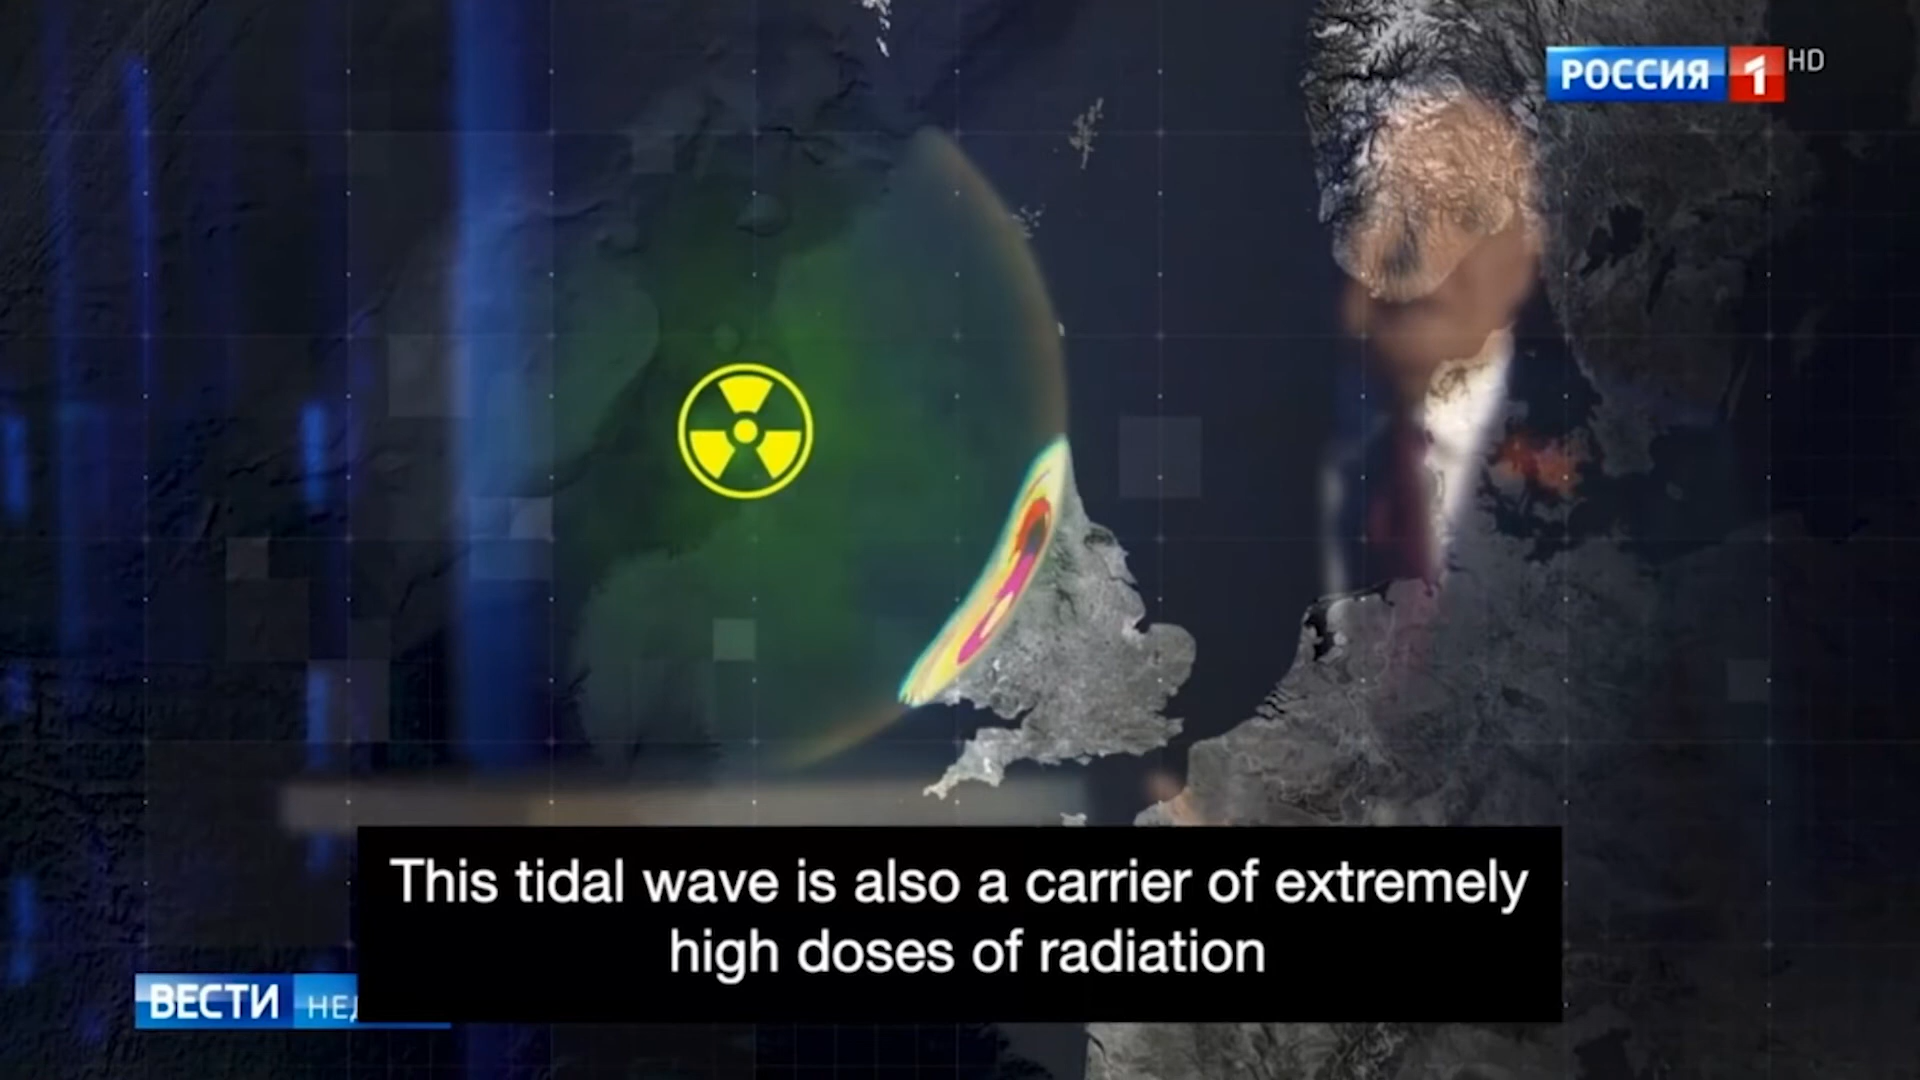 РОССИЯ 1 HD
This tidal wave is also a carrier of extremely
high doses of radiation
ВЕСТИ НЕД